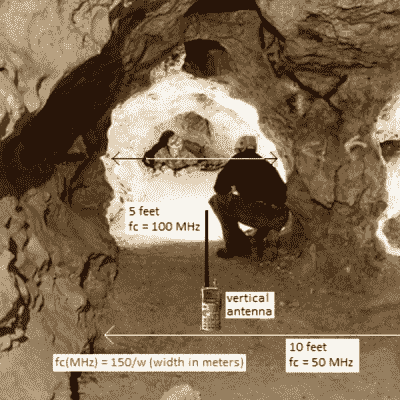 5 feet
fc = 100 MHz
vertical
antenna
10 feet
fc = 50 MHz
fc(MHz) = 150/w (width in meters)